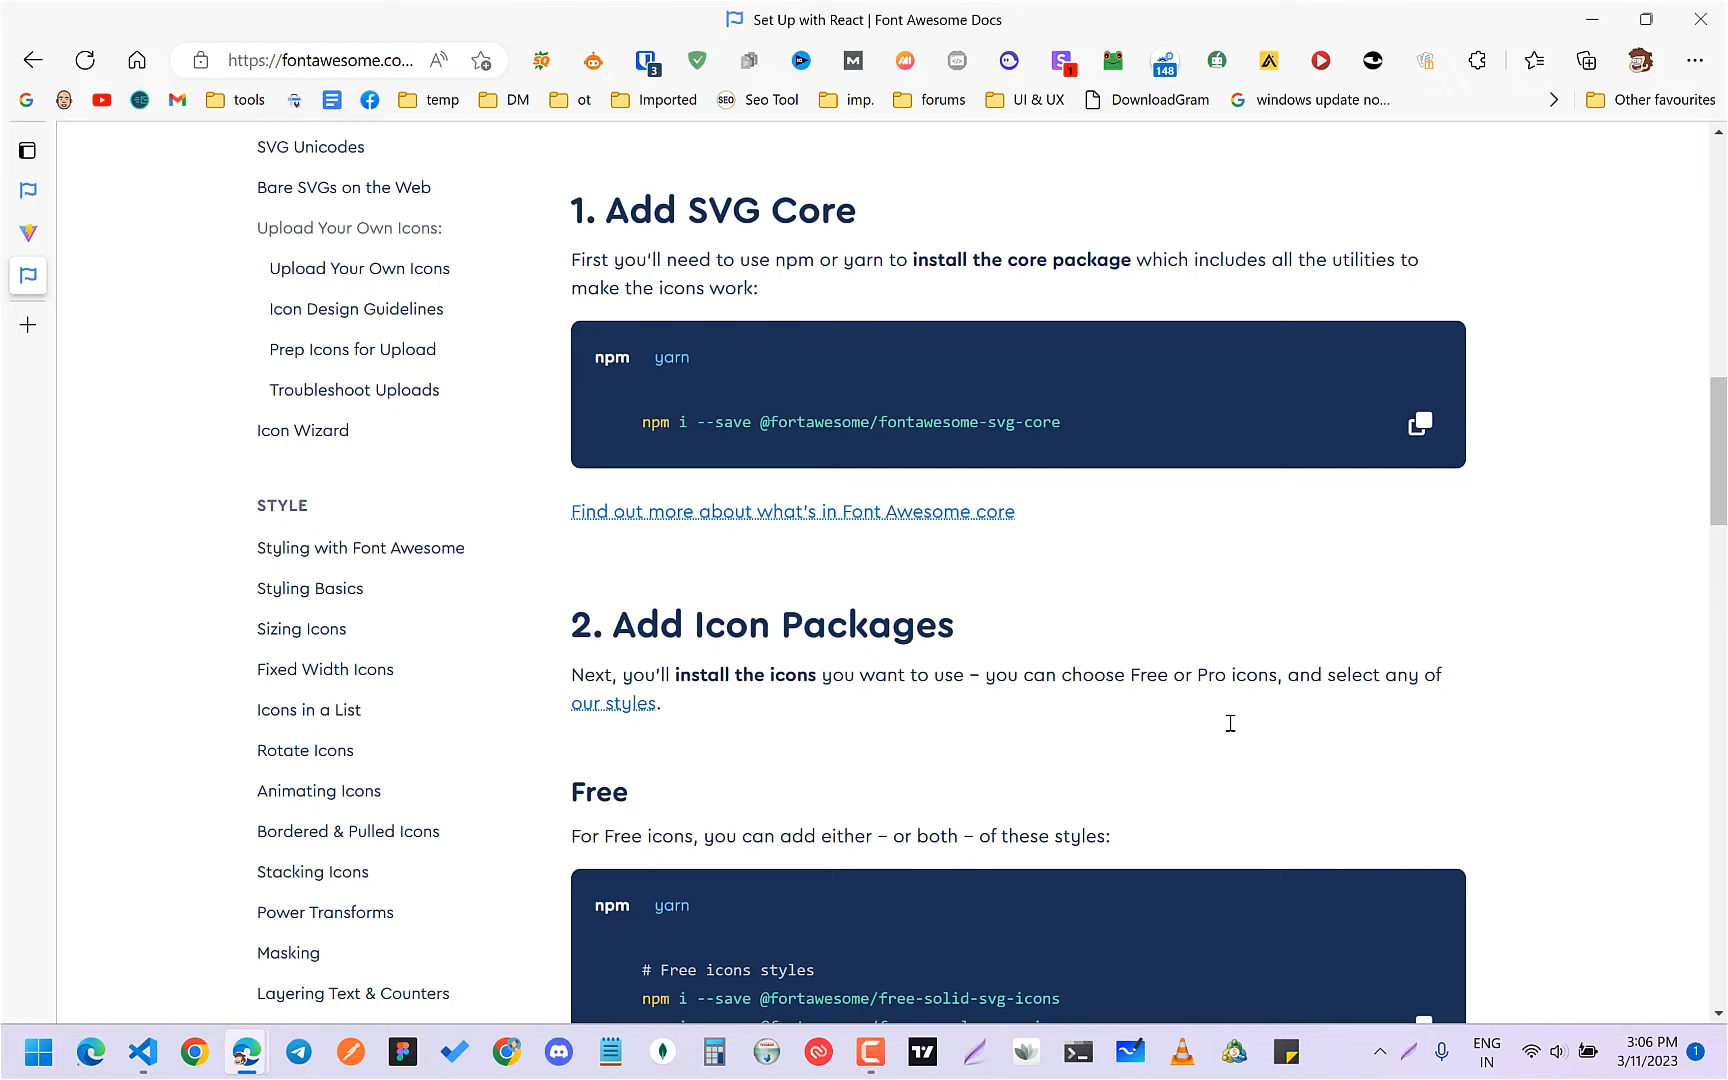 Set Up with React | Font Awesome Docs
https://fontawesome.co...
3
1
148
tools
temp
DM
ot
Imported
SEO
Seo Tool
imp.
forums
UI & UX
DownloadGram
windows update no...
Other favourites
SVG Unicodes
Bare SVGs on the Web
Upload Your Own Icons:
Upload Your Own Icons
Icon Design Guidelines
Prep Icons for Upload
Troubleshoot Uploads
Icon Wizard
STYLE
Styling with Font Awesome
Styling Basics
Sizing Icons
Fixed Width Icons
Icons in a List
Rotate Icons
Animating Icons
Bordered & Pulled Icons
Stacking Icons
Power Transforms
Masking
Layering Text & Counters
1. Add SVG Core
First you'll need to use npm or yarn to install the core package which includes all the utilities to
make the icons work:
npm yarn
npm i --save @fortawesome/fontawesome-svg-core
Find out more about what's in Font Awesome core
2. Add Icon Packages
Next, you'll install the icons you want to use – you can choose Free or Pro icons, and select any of
our styles.
Free
For Free icons, you can add either – or both – of these styles:
npm yarn
# Free icons styles
npm i --save @fortawesome/free-solid-svg-icons
ENG
IN
3:06 PM
3/11/2023
1